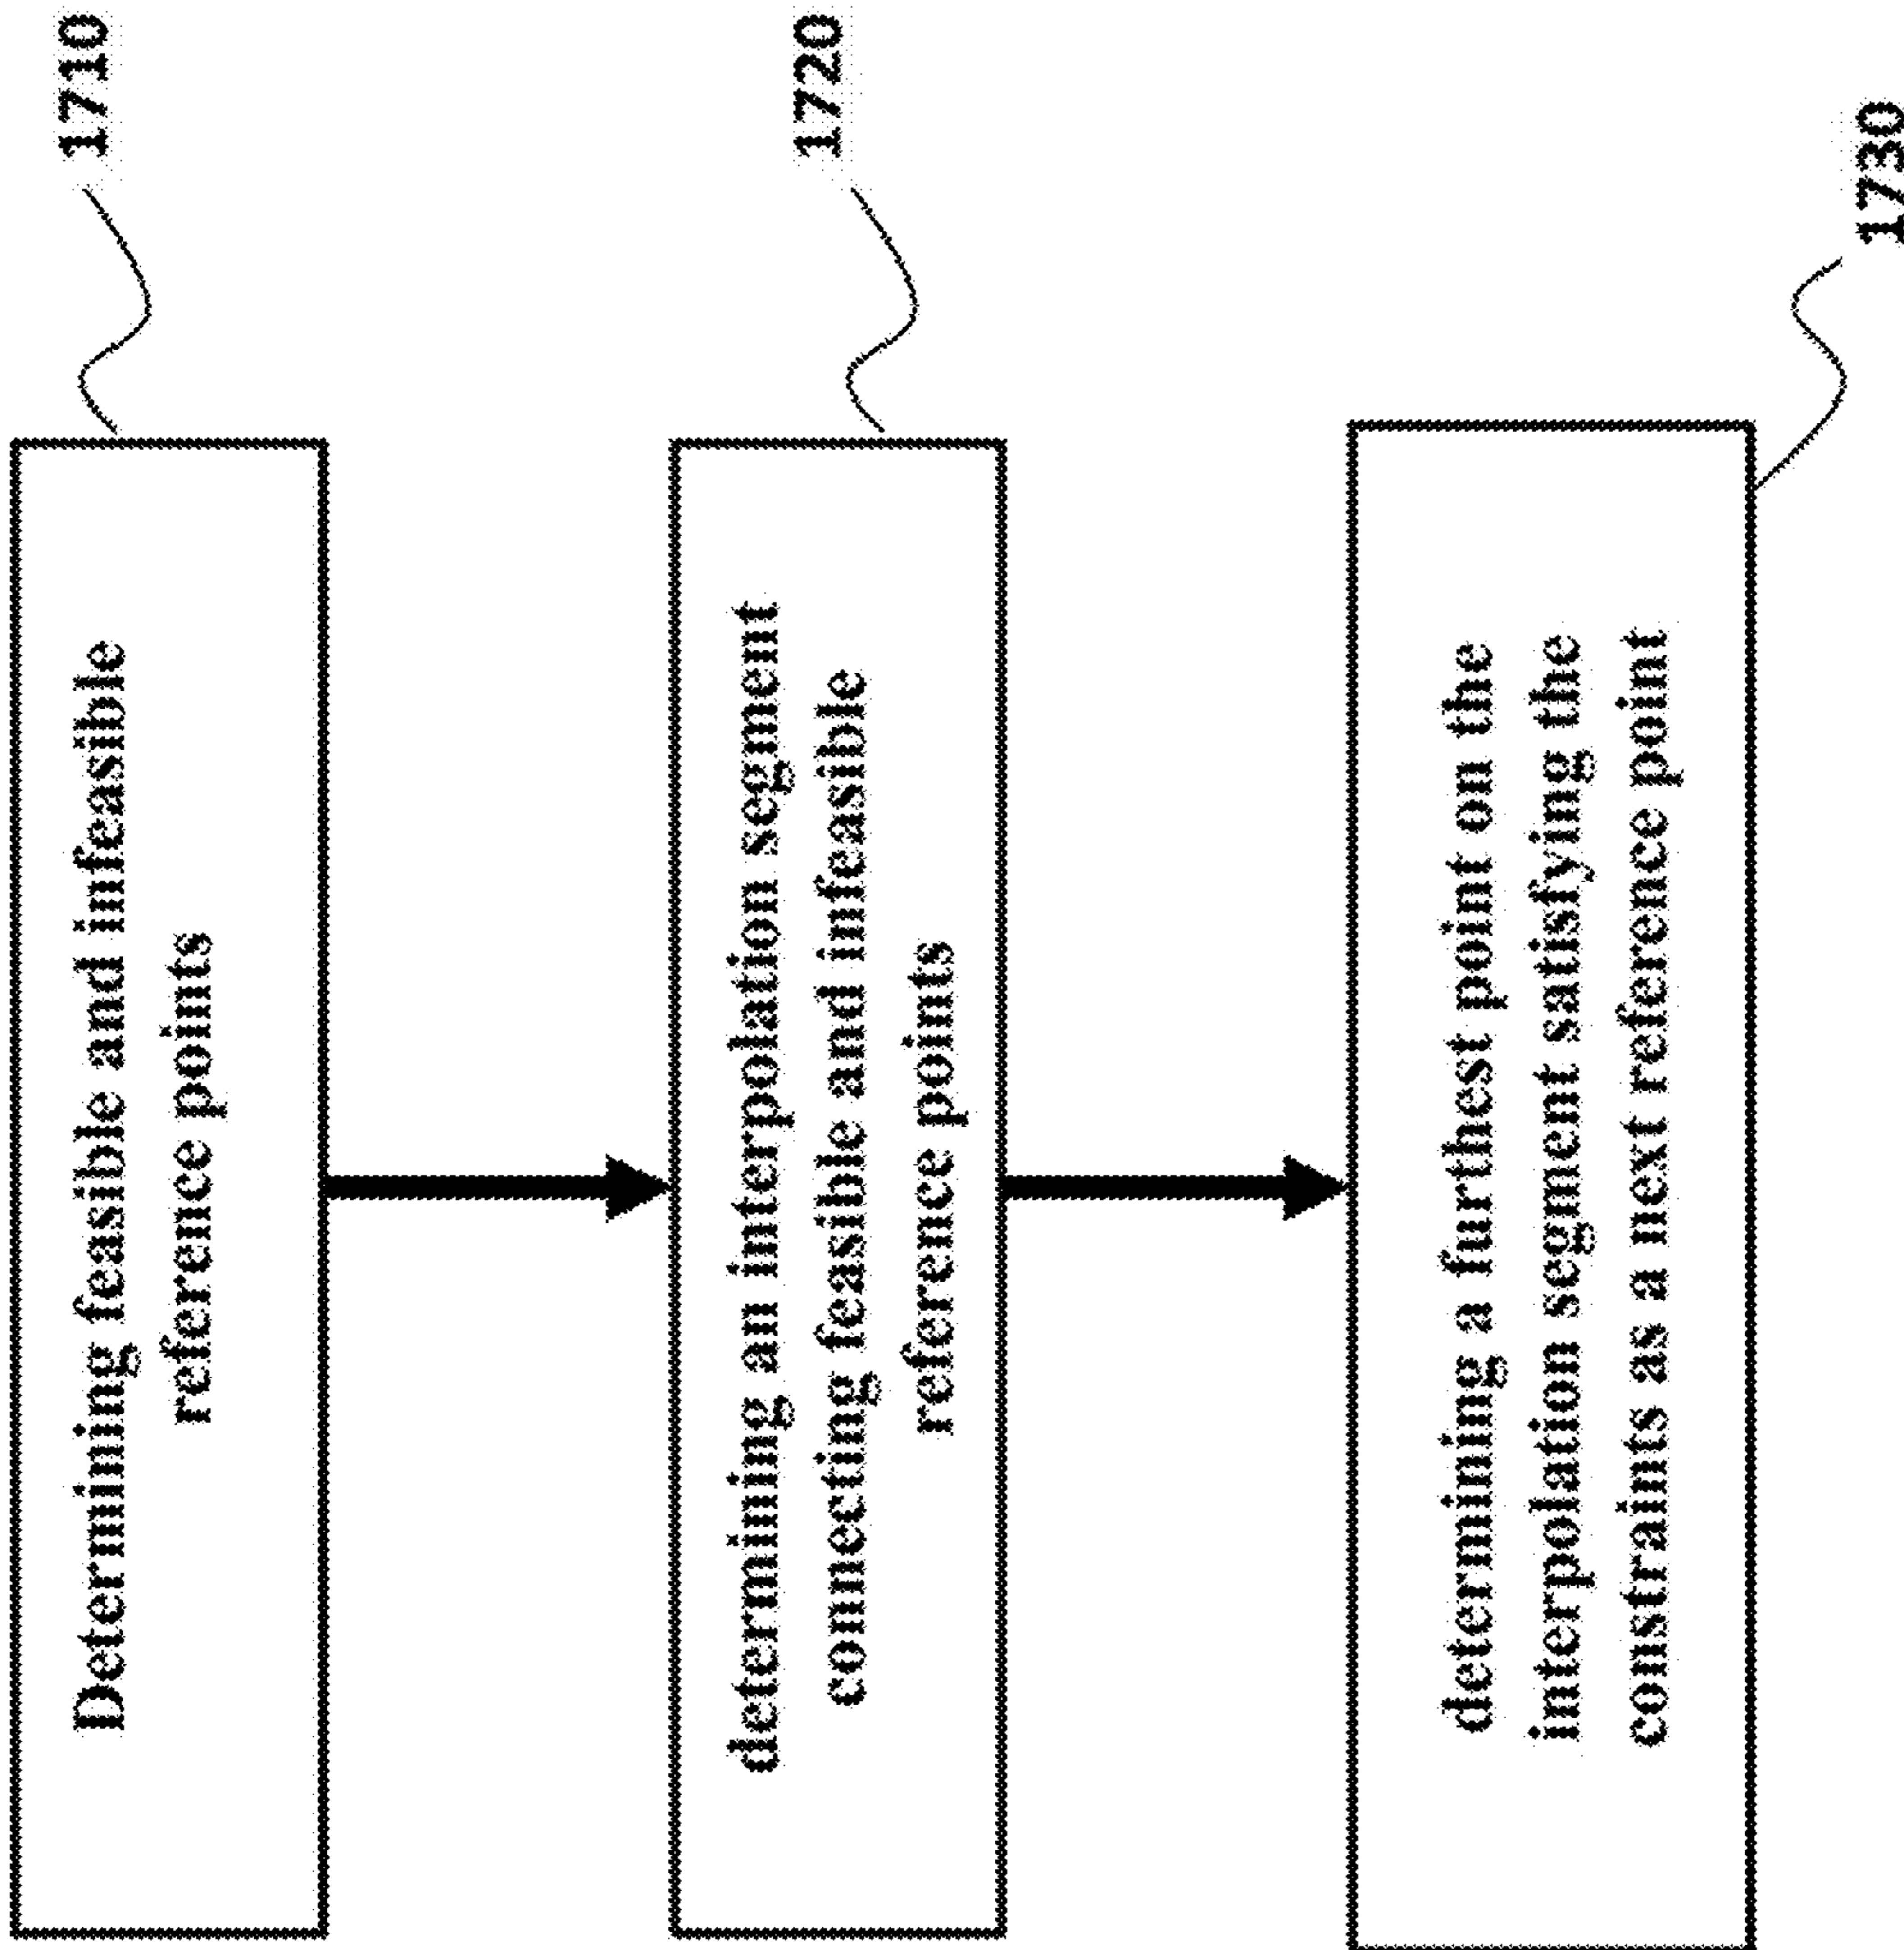 Determining feasible and infeasible
reference points
1710
determining an interpolation segment
connecting feasible and infeasible
reference points
1720
determining a furthest point on the
interpolation segment satisfying the
constraints as a next reference point
1730